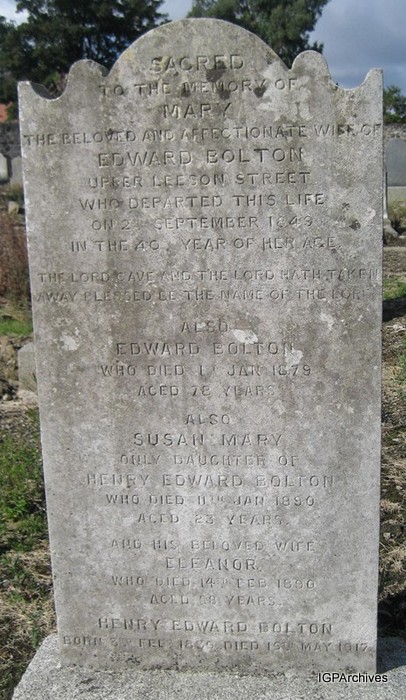 SACRED
TO THE MEMORY OF
MARY
THE BELOVED AND AFFECTIONATE WIFE OF
EDWARD BOLTON
UPPER LEESON STREET
WHO DEPARTED THIS LIFE
ON SEPTEMBER 1849
IN THE YEAR OF HER AGE
THE LORD GAVE AND THE LORD HATH TAKEN
AWAY BLESSED BE THE NAME OF THE LORD
ALSO
EDWARD BOLTON
WHO DIED JAN 1879
AGED 78 YEARS
ALSO
SUSAN MARY
ONLY DAUGHTER OF
HENRY EDWARD BOLTON
WHO DIED 11TH JAN 1890
AGED 23 YEARS.
AND HIS BELOVED WIFE
ELEANOR
WHO DIED 14TH FEB 1890
AGED YEARS.
HENRY EDWARD BOLTON
BORN FEB DIED MAY 1917
IGPArchives